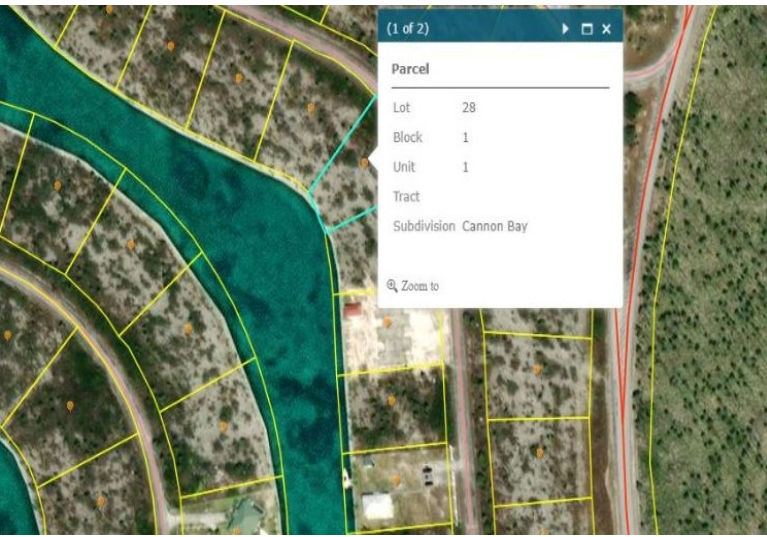 (1 of 2)
Parcel
Lot 28
Block 1
Unit 1
Tract
Subdivision Cannon Bay
Zoom to